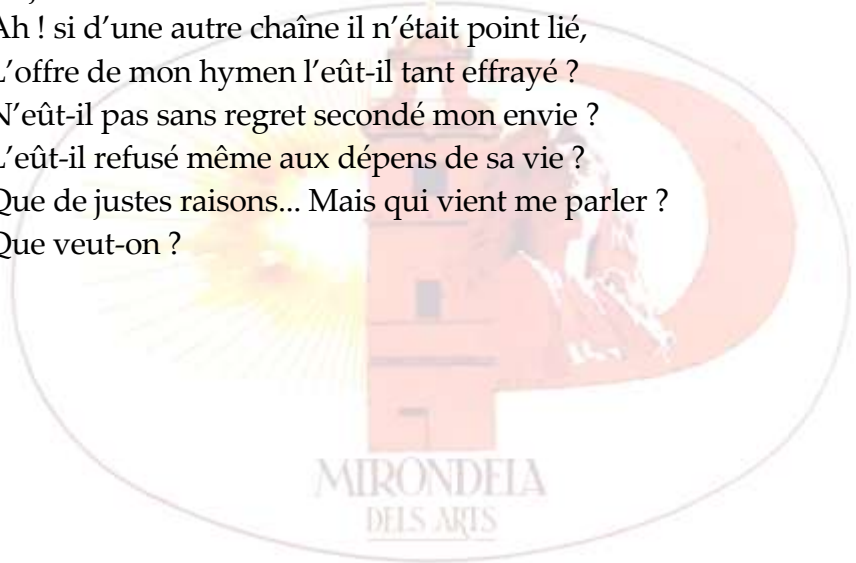 Ah ! si d’une autre chaîne il n’était point lié,
L’offre de mon hymen l’eût-il tant effrayé ?
N’eût-il pas sans regret secondé mon envie ?
L’eût-il refusé même aux dépens de sa vie ?
Que de justes raisons... Mais qui vient me parler ?
Que veut-on ?
MIRONDELA
DELS ARTS